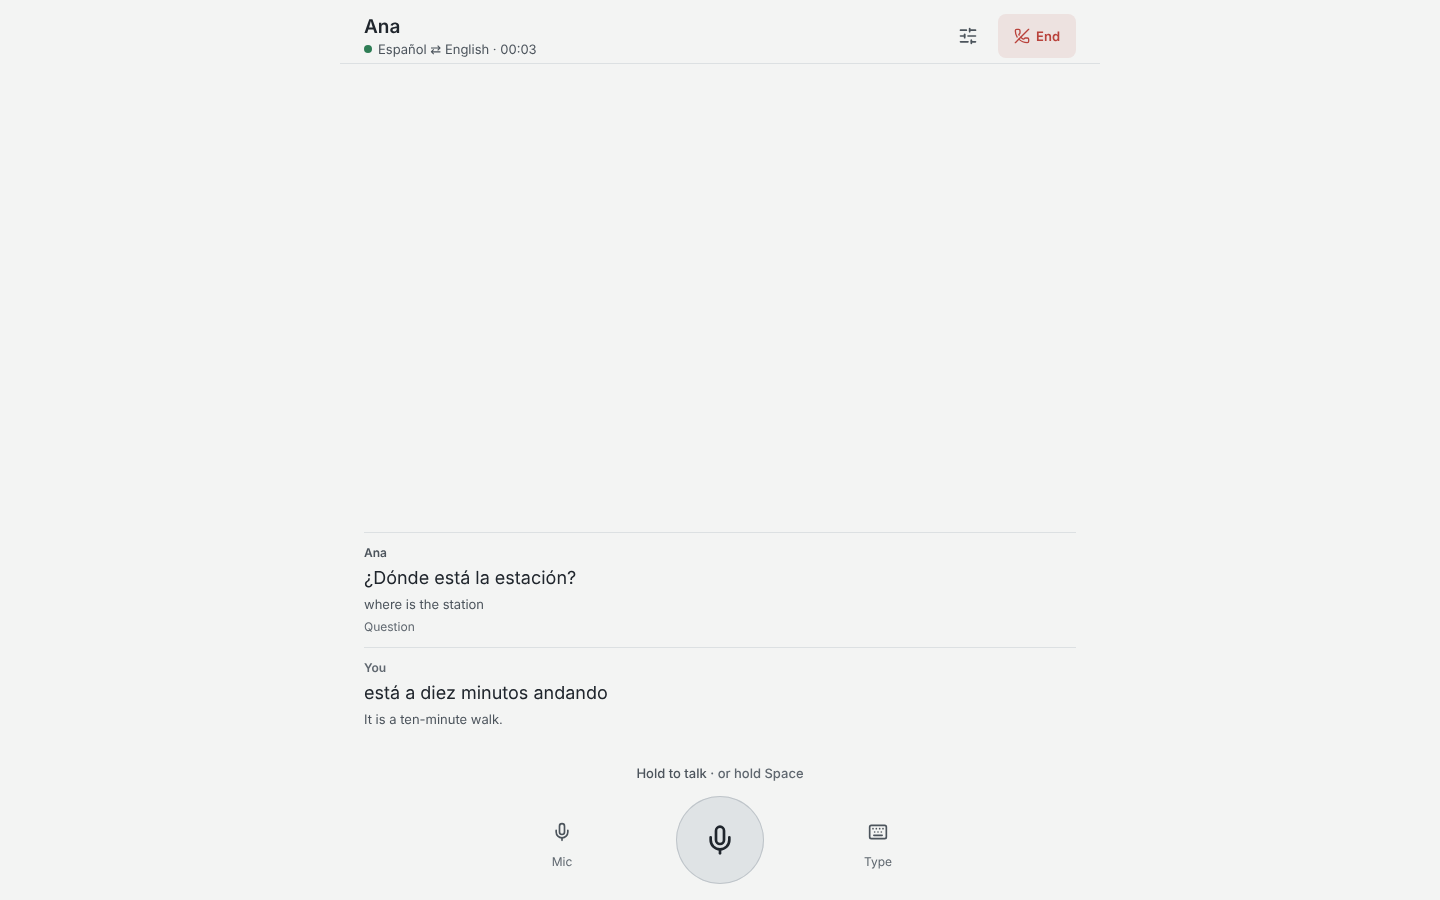 Ana
Español ⇄ English · 00:03
End
Ana
¿Dónde está la estación?
where is the station
Question
You
está a diez minutos andando
It is a ten-minute walk.
Hold to talk · or hold Space
Mic
Type